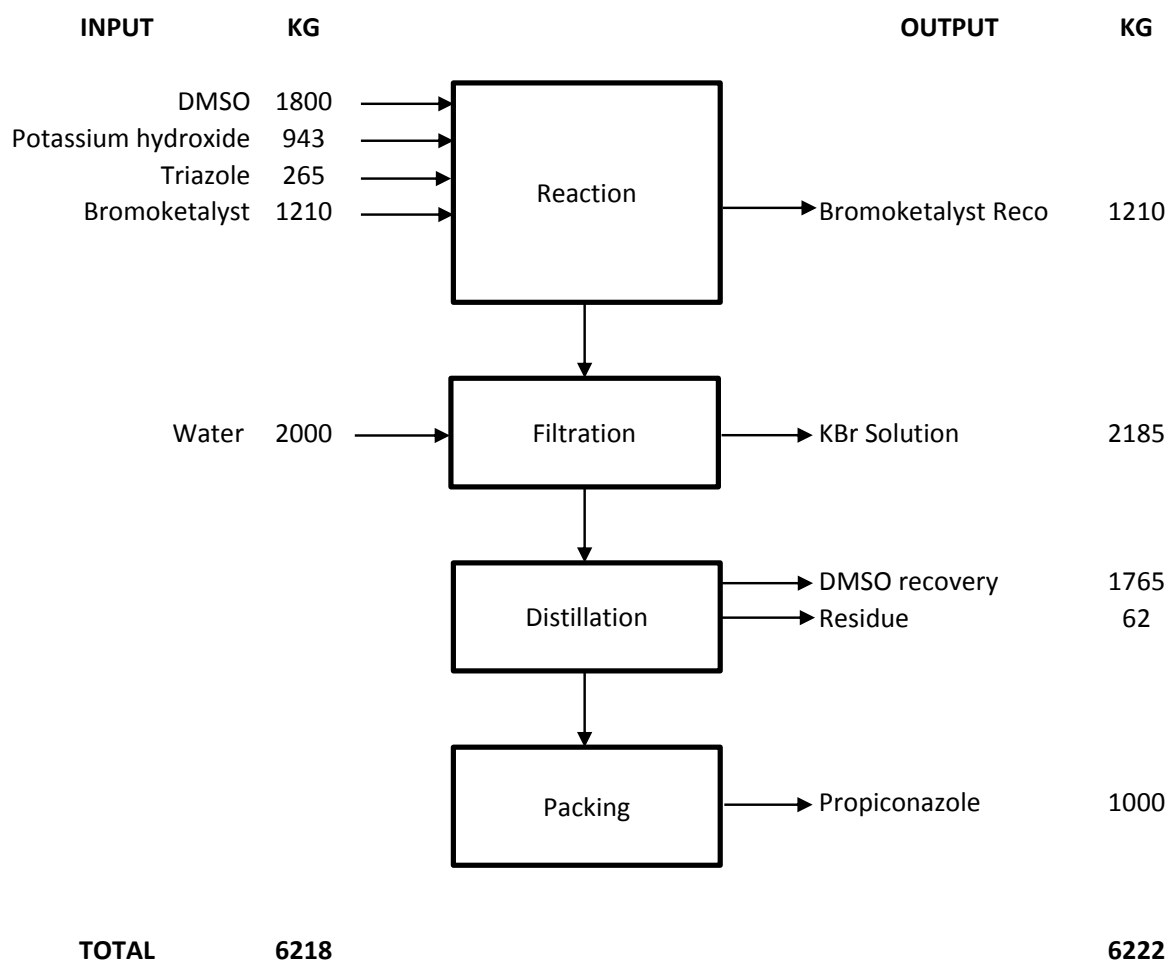 INPUT KG OUTPUT KG
DMSO 1800
Potassium hydroxide 943
Triazole 265
Bromoketalyst 1210
Reaction
Bromoketalyst Reco 1210
Water 2000
Filtration
KBr Solution 2185
Distillation
DMSO recovery 1765
Residue 62
Packing
Propiconazole 1000
TOTAL 6218 6222